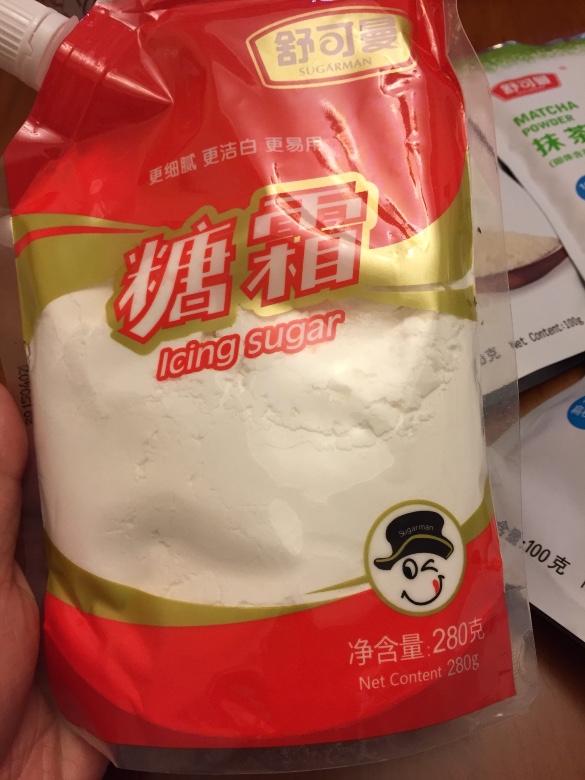 舒可曼
SUGARMAN
更细腻 更洁白 更易用
糖霜
Icing sugar
Sugarman
净含量:280克
Net Content 280g
舒可曼
MATCHA
POWDER
抹茶
Net Content:100g
量:100克